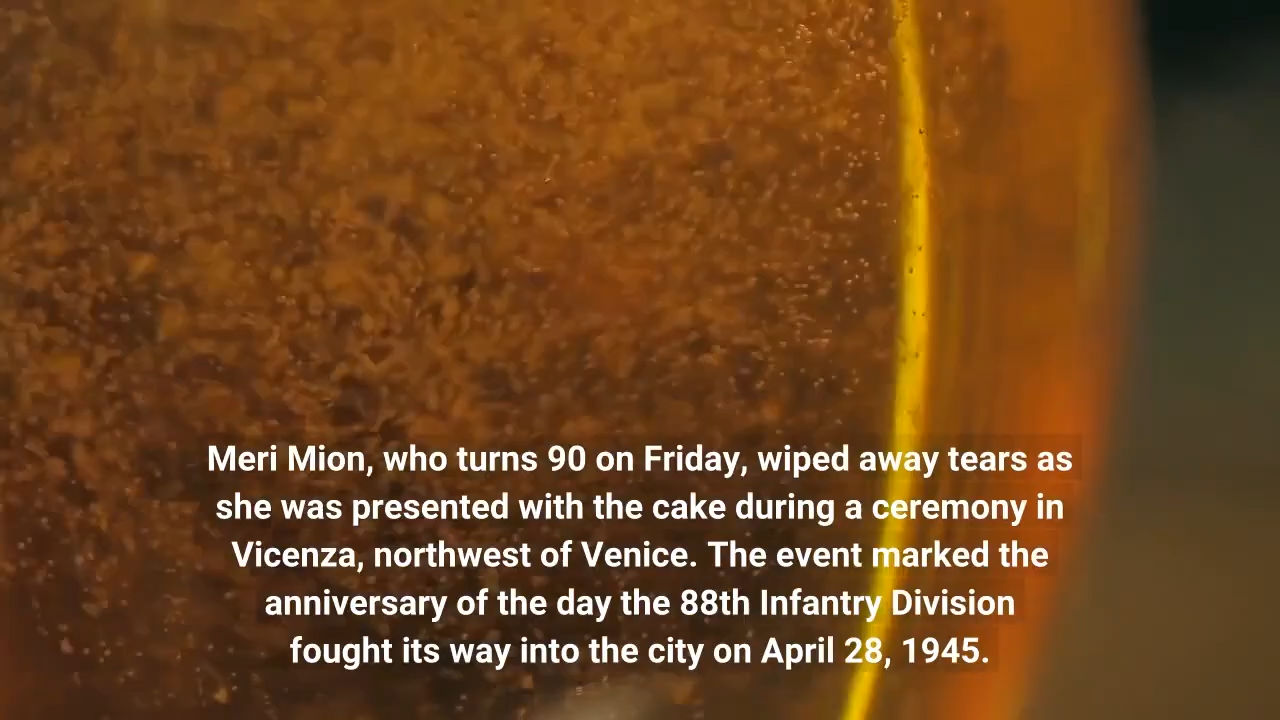 Meri Mion, who turns 90 on Friday, wiped away tears as
she was presented with the cake during a ceremony in
Vicenza, northwest of Venice. The event marked the
anniversary of the day the 88th Infantry Division
fought its way into the city on April 28, 1945.